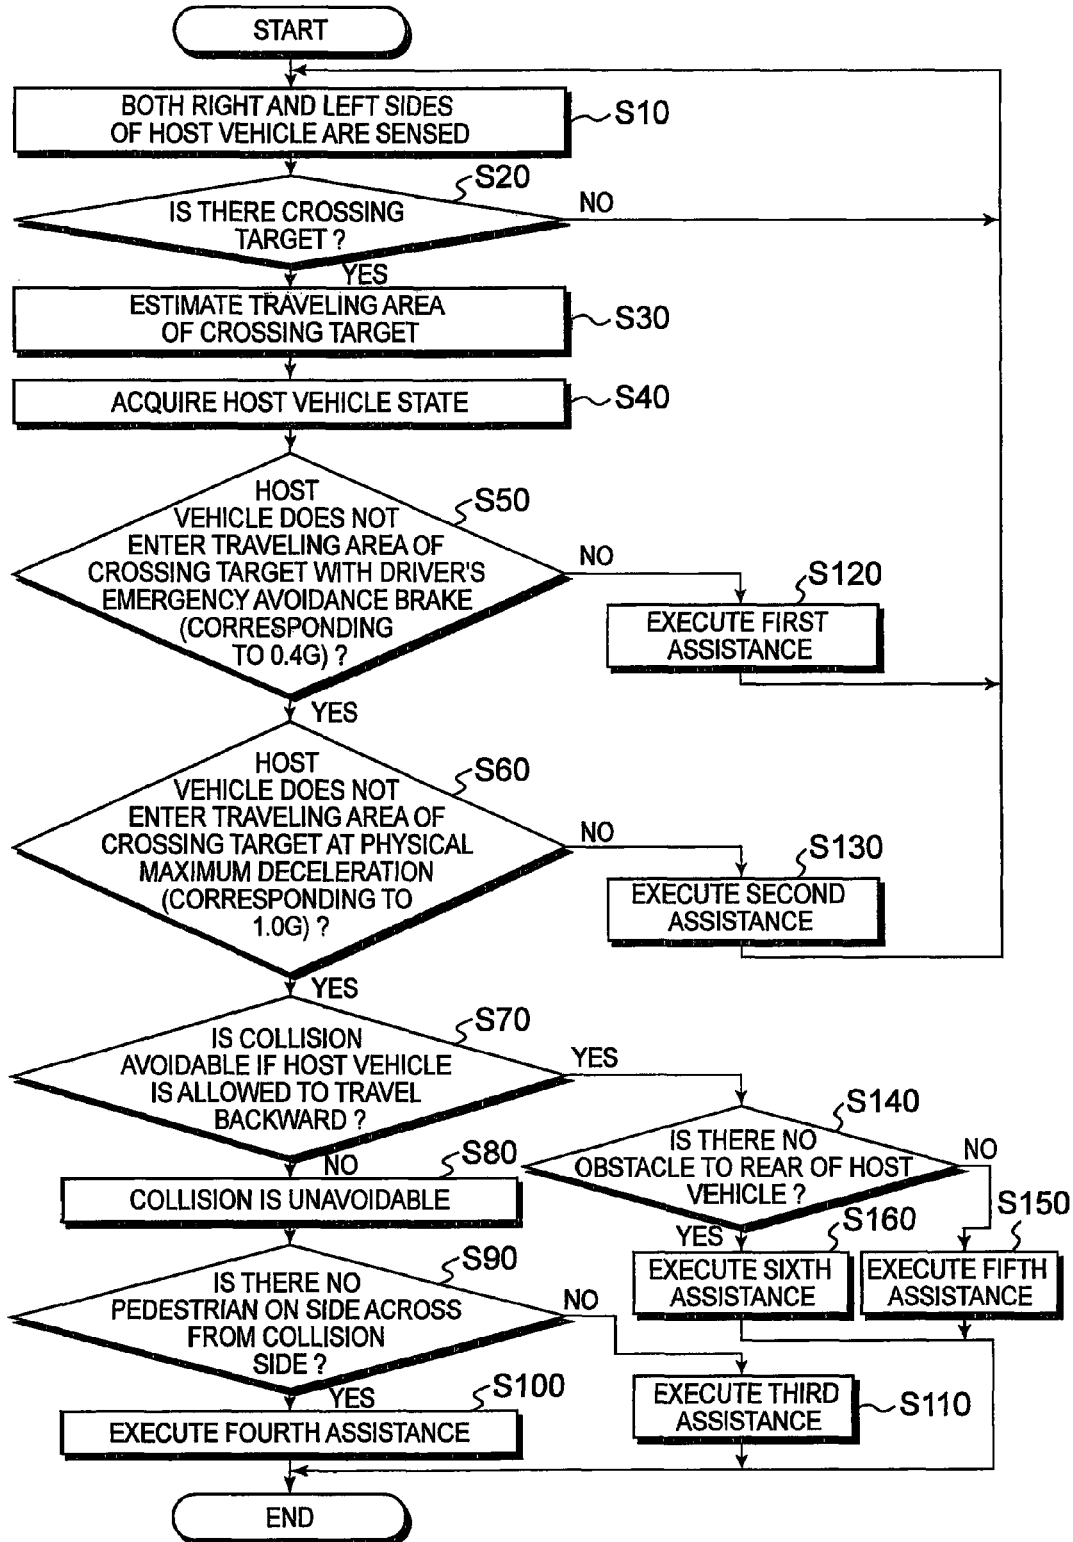 START
BOTH RIGHT AND LEFT SIDES
OF HOST VEHICLE ARE SENSED
S10
S20
IS THERE CROSSING
TARGET ?
NO
YES
ESTIMATE TRAVELING AREA
OF CROSSING TARGET
S30
ACQUIRE HOST VEHICLE STATE
S40
HOST
VEHICLE DOES NOT
ENTER TRAVELING AREA OF
CROSSING TARGET WITH DRIVER'S
EMERGENCY AVOIDANCE BRAKE
(CORRESPONDING
TO 0.4G) ?
S50
NO
S120
EXECUTE FIRST
ASSISTANCE
YES
HOST
VEHICLE DOES NOT
ENTER TRAVELING AREA OF
CROSSING TARGET AT PHYSICAL
MAXIMUM DECELERATION
(CORRESPONDING TO
1.0G) ?
S60
NO
S130
EXECUTE SECOND
ASSISTANCE
YES
S70
IS COLLISION
AVOIDABLE IF HOST VEHICLE
IS ALLOWED TO TRAVEL
BACKWARD ?
YES
S140
IS THERE NO
OBSTACLE TO REAR OF HOST
VEHICLE ?
NO
NO
S80
COLLISION IS UNAVOIDABLE
YES
S160
S150
EXECUTE SIXTH
ASSISTANCE
EXECUTE FIFTH
ASSISTANCE
S90
IS THERE NO
PEDESTRIAN ON SIDE ACROSS
FROM COLLISION
SIDE ?
NO
EXECUTE THIRD
ASSISTANCE
S110
YES
S100
EXECUTE FOURTH ASSISTANCE
END